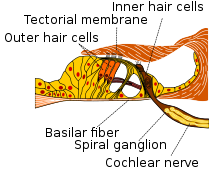 Inner hair cells
Tectorial membrane
Outer hair cells
Basilar fiber
Spiral ganglion
Cochlear nerve